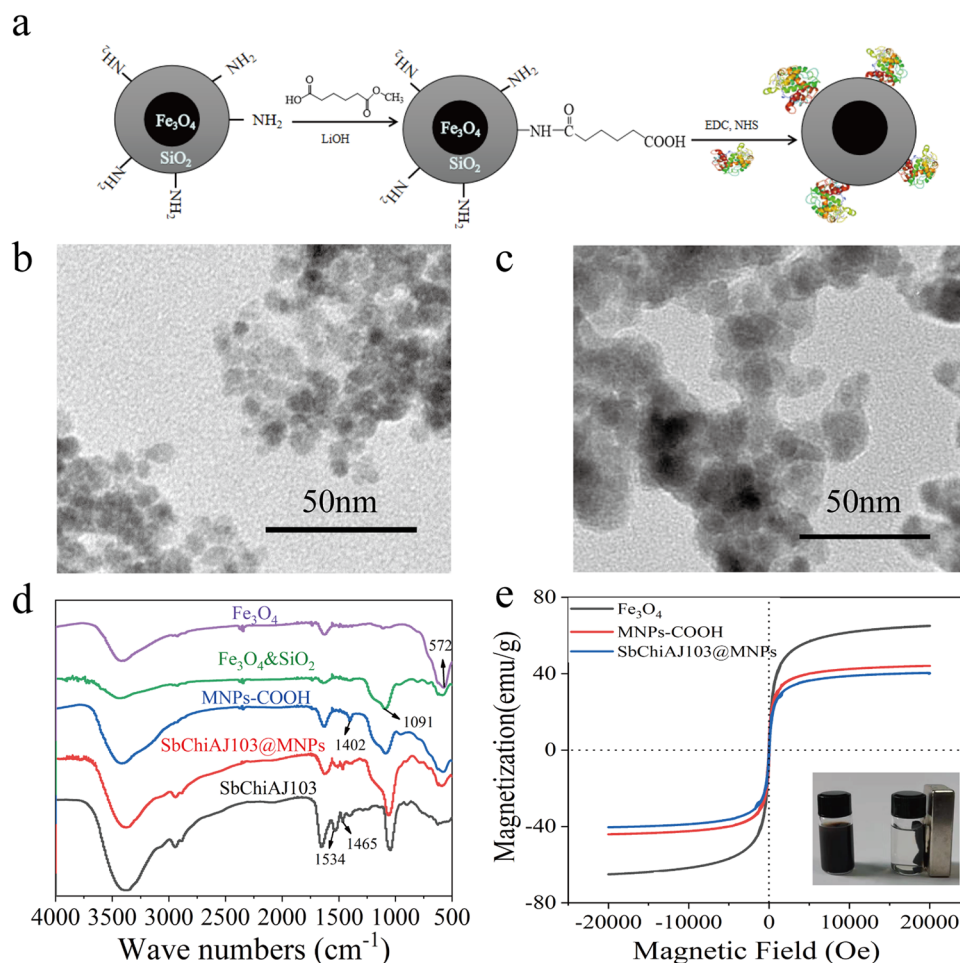 a
NH₂
NH₂
NH₂
NH₂
NH₂
Fe₃O₄
SiO₂
HO
O
O
O
CH₃
LiOH
NH₂
NH₂
NH₂
NH₂
Fe₃O₄
SiO₂
NH
O
COOH
EDC, NHS
b
50nm
c
50nm
d
Fe₃O₄
572
Fe₃O₄&SiO₂
1091
MNPs-COOH
1402
SbChiAJ103@MNPs
SbChiAJ103
1534
1465
4000 3500 3000 2500 2000 1500 1000 500
Wave numbers (cm⁻¹)
e
Fe₃O₄
MNPs-COOH
SbChiAJ103@MNPs
80
40
0
-40
-80
Magnetization(emu/g)
-20000 -10000 0 10000 20000
Magnetic Field (Oe)